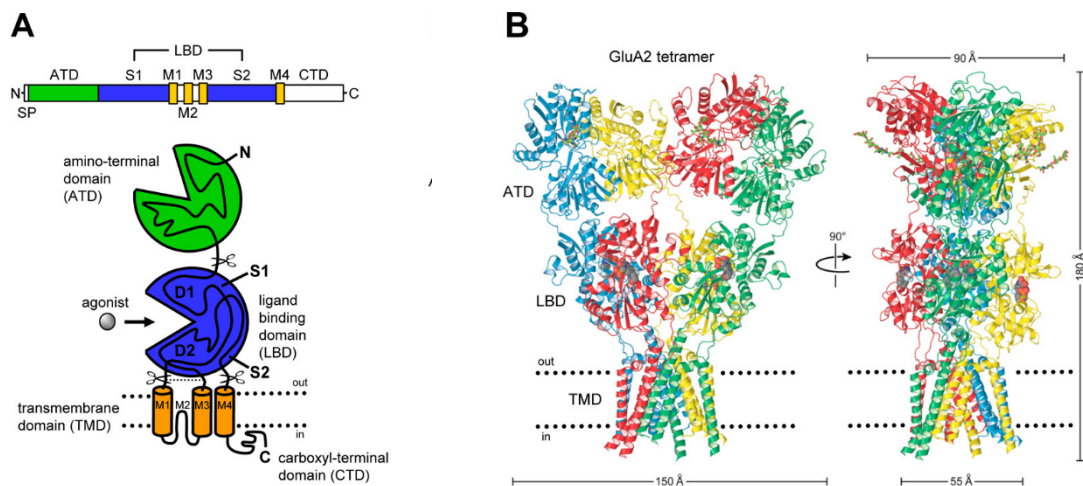 A
LBD
ATD S1 M1 M3 S2 M4 CTD
N C
SP M2
amino-terminal
domain
(ATD)
N
S1
D1
agonist
ligand
binding
domain
(LBD)
D2
S2
out
transmembrane
domain (TMD)
M1 M2 M3 M4
in
C
carboxyl-terminal
domain (CTD)
B
GluA2 tetramer
90 Å
ATD
90°
LBD
180 Å
out
TMD
in
150 Å
55 Å